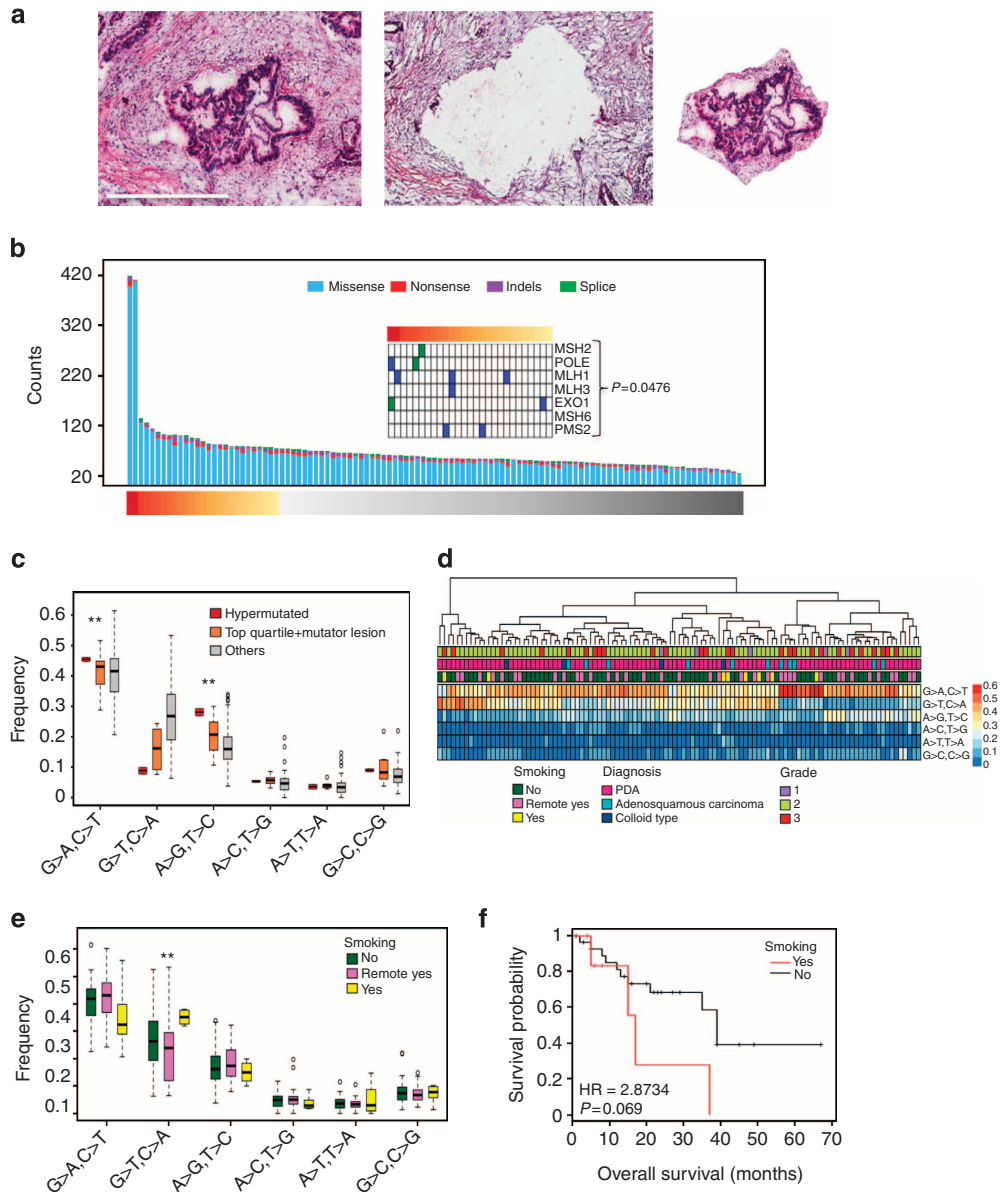 a
b
420
320
220
120
20
Counts
Missense Nonsense Indels Splice
MSH2
POLE
MLH1
MLH3
EXO1
MSH6
PMS2
P=0.0476
c
0.6
0.5
0.4
0.3
0.2
0.1
0
Frequency
**
**
Hypermutated
Top quartile+mutator lesion
Others
G>A,C>T
G>T,C>A
A>G,T>C
A>C,T>G
A>T,T>A
G>C,C>G
d
G>A,C>T
G>T,C>A
A>G,T>C
A>C,T>G
A>T,T>A
G>C,C>G
0.6
0.5
0.4
0.3
0.2
0.1
0
Smoking
No
Remote yes
Yes
Diagnosis
PDA
Adenosquamous carcinoma
Colloid type
Grade
1
2
3
e
0.6
0.5
0.4
0.3
0.2
0.1
Frequency
**
Smoking
No
Remote yes
Yes
G>A,C>T
G>T,C>A
A>G,T>C
A>C,T>G
A>T,T>A
G>C,C>G
f
1
0.8
0.6
0.4
0.2
0
Survival probability
Smoking
Yes
No
HR = 2.8734
P=0.069
0 10 20 30 40 50 60 70
Overall survival (months)